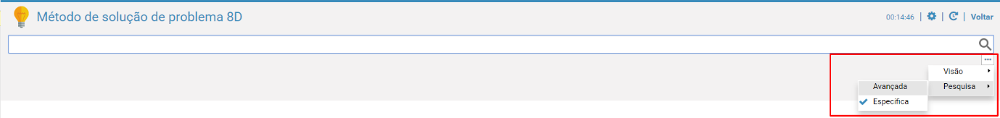 Método de solução de problema 8D
00:14:46 | | | Voltar
...
Visão
Avançada Pesquisa
Específica